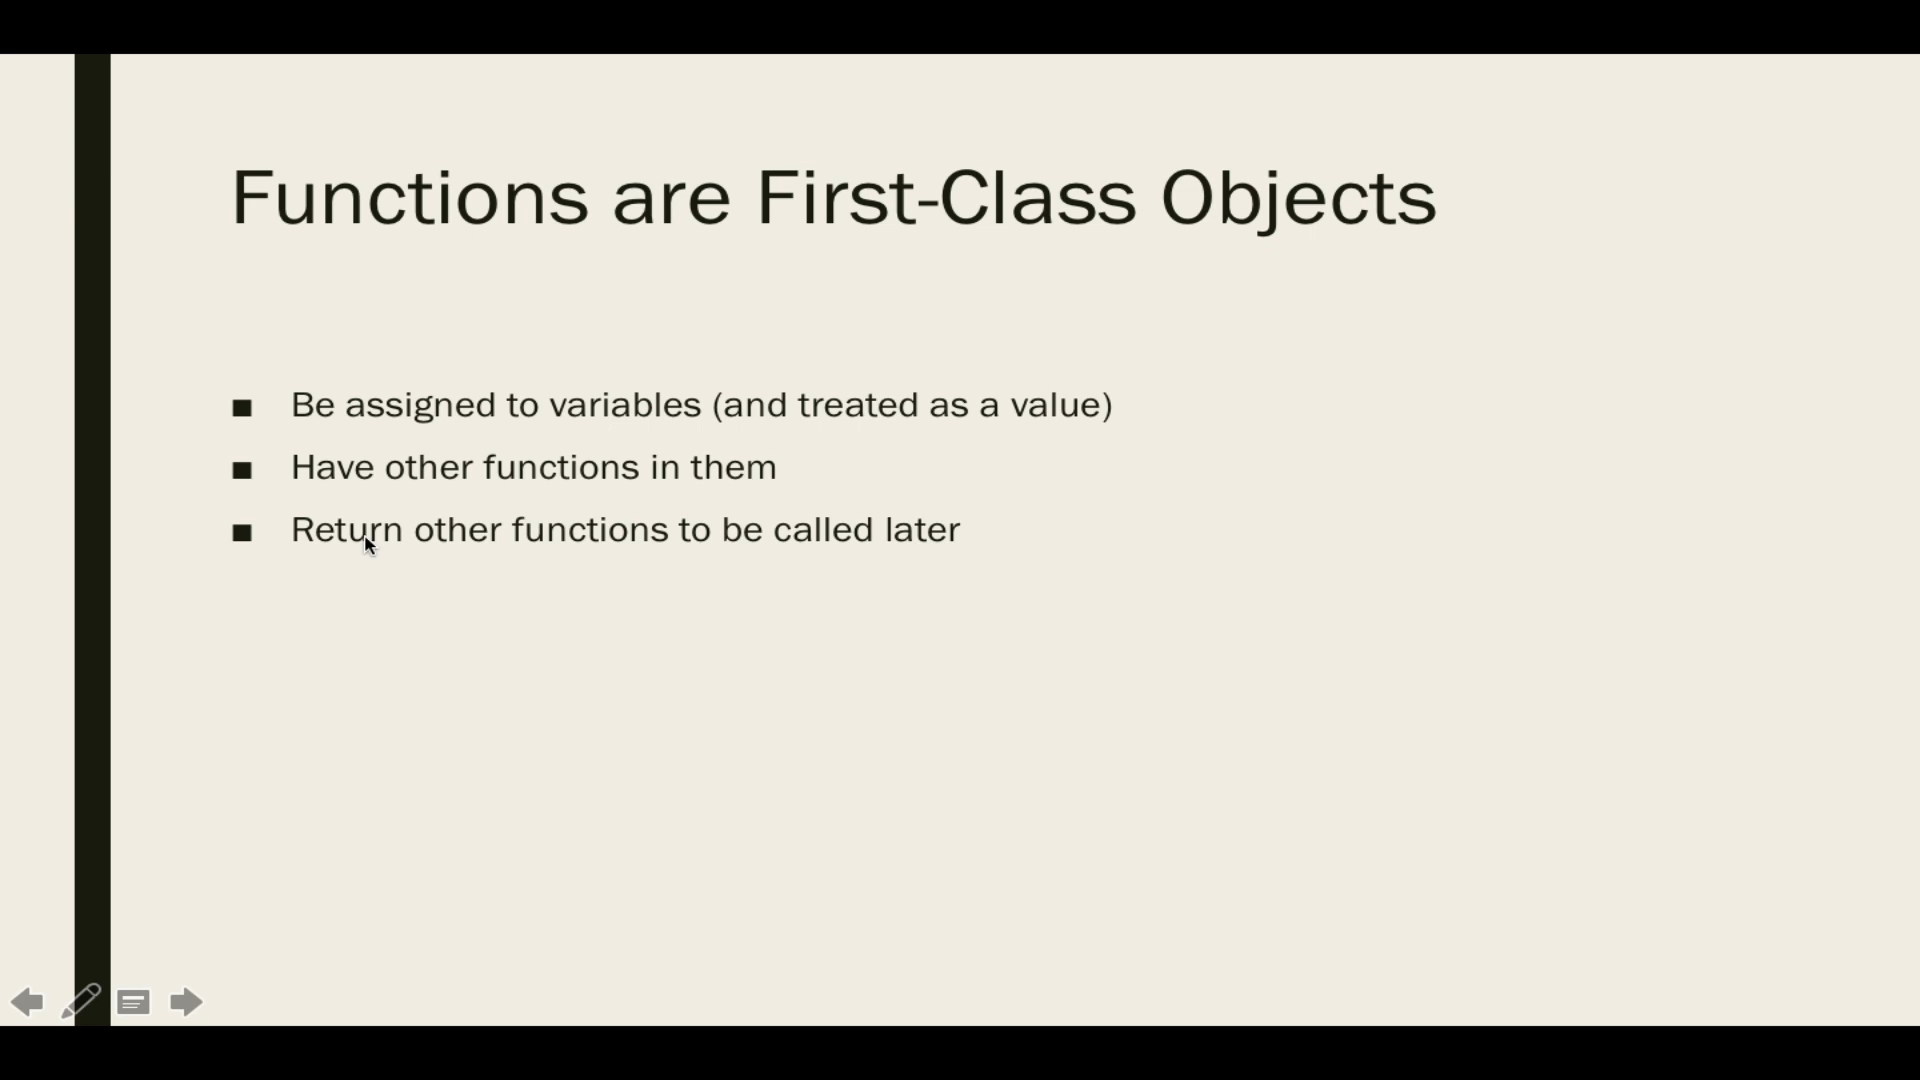 Functions are First-Class Objects
■ Be assigned to variables (and treated as a value)
■ Have other functions in them
■ Return other functions to be called later